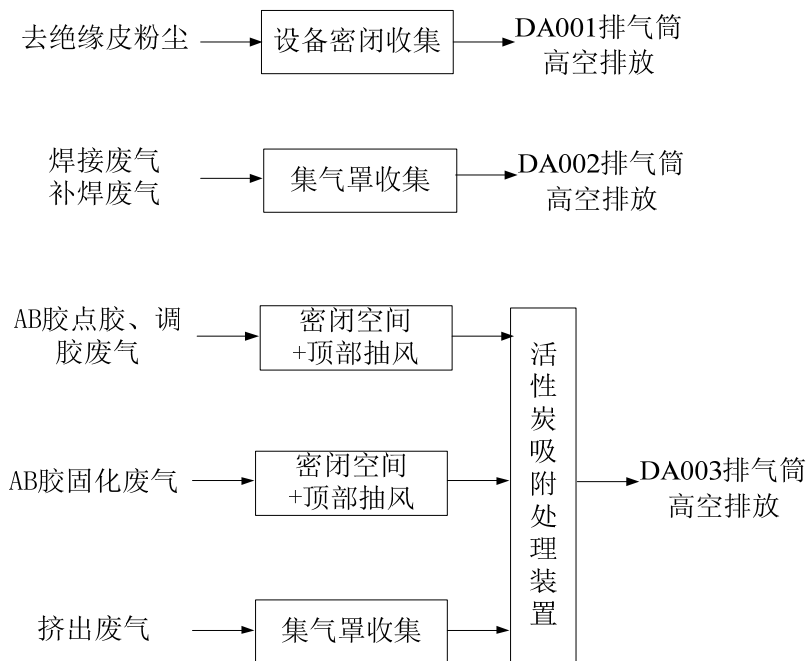 去绝缘皮粉尘
设备密闭收集
DA001排气筒
高空排放
焊接废气
补焊废气
集气罩收集
DA002排气筒
高空排放
AB胶点胶、调
胶废气
密闭空间
+顶部抽风
AB胶固化废气
密闭空间
+顶部抽风
挤出废气
集气罩收集
活性炭吸附处理装置
DA003排气筒
高空排放